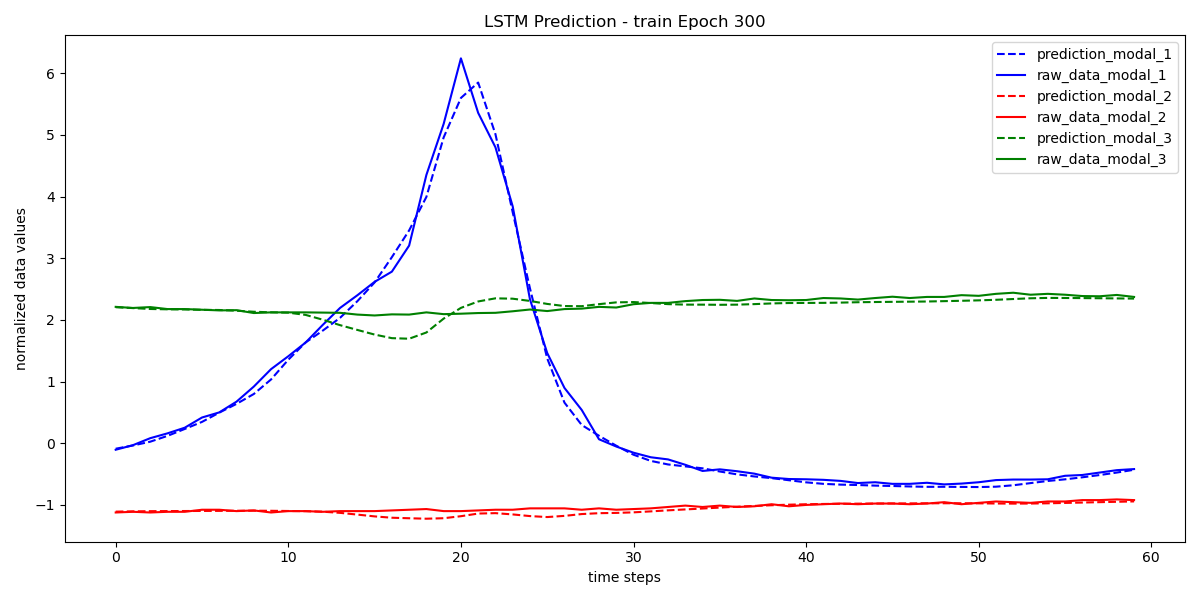 LSTM Prediction - train Epoch 300
prediction_modal_1
raw_data_modal_1
prediction_modal_2
raw_data_modal_2
prediction_modal_3
raw_data_modal_3
normalized data values
6
5
4
3
2
1
0
−1
0 10 20 30 40 50 60
time steps